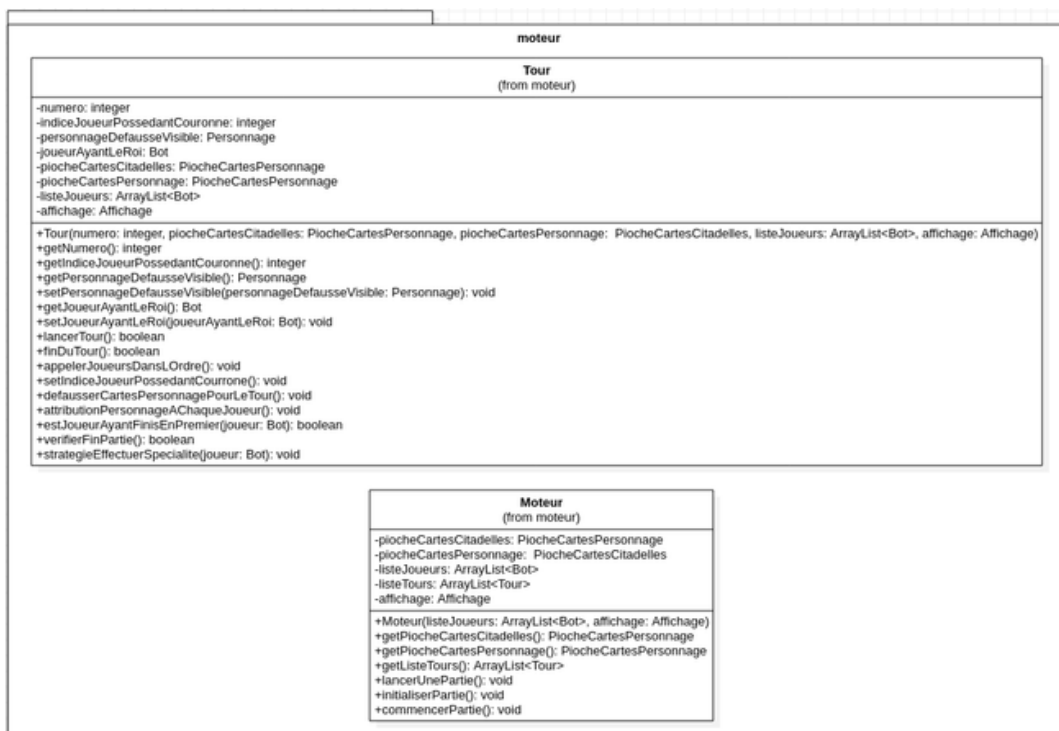 moteur
Tour
(from moteur)
-numero: integer
-indiceJoueurPossedantCouronne: integer
-personnageDefausseVisible: Personnage
-joueurAyantLeRoi: Bot
-piocheCartesCitadelles: PiocheCartesPersonnage
-piocheCartesPersonnage: PiocheCartesPersonnage
-listeJoueurs: ArrayList<Bot>
-affichage: Affichage
+Tour(numero: integer, piocheCartesCitadelles: PiocheCartesPersonnage, piocheCartesPersonnage: PiocheCartesCitadelles, listeJoueurs: ArrayList<Bot>, affichage: Affichage)
+getNumero(): integer
+getIndiceJoueurPossedantCouronne(): integer
+getPersonnageDefausseVisible(): Personnage
+setPersonnageDefausseVisible(personnageDefausseVisible: Personnage): void
+getJoueurAyantLeRoi(): Bot
+setJoueurAyantLeRoi(joueurAyantLeRoi: Bot): void
+lancerTour(): boolean
+finDuTour(): boolean
+appelerJoueursDansLOrdre(): void
+setIndiceJoueurPossedantCourrone(): void
+defausserCartesPersonnagePourLeTour(): void
+attributionPersonnageAChaqueJoueur(): void
+estJoueurAyantFinisEnPremier(joueur: Bot): boolean
+verifierFinPartie(): boolean
+strategieEffectuerSpecialite(joueur: Bot): void
Moteur
(from moteur)
-piocheCartesCitadelles: PiocheCartesPersonnage
-piocheCartesPersonnage: PiocheCartesCitadelles
-listeJoueurs: ArrayList<Bot>
-listeTours: ArrayList<Tour>
-affichage: Affichage
+Moteur(listeJoueurs: ArrayList<Bot>, affichage: Affichage)
+getPiocheCartesCitadelles(): PiocheCartesPersonnage
+getPiocheCartesPersonnage(): PiocheCartesPersonnage
+getListeTours(): ArrayList<Tour>
+lancerUnePartie(): void
+initialiserPartie(): void
+commencerPartie(): void